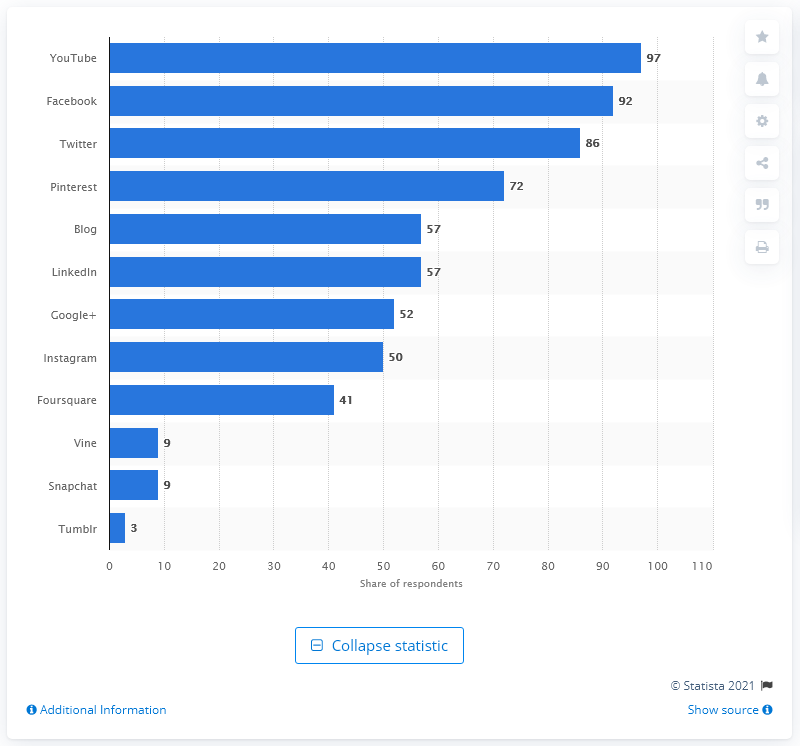 YouTube 97
Facebook 92
Twitter 86
Pinterest 72
Blog 57
LinkedIn 57
Google+ 52
Instagram 50
Foursquare 41
Vine 9
Snapchat 9
Tumblr 3
0 10 20 30 40 50 60 70 80 90 100 110
Share of respondents
Collapse statistic
© Statista 2021
Additional Information Show source